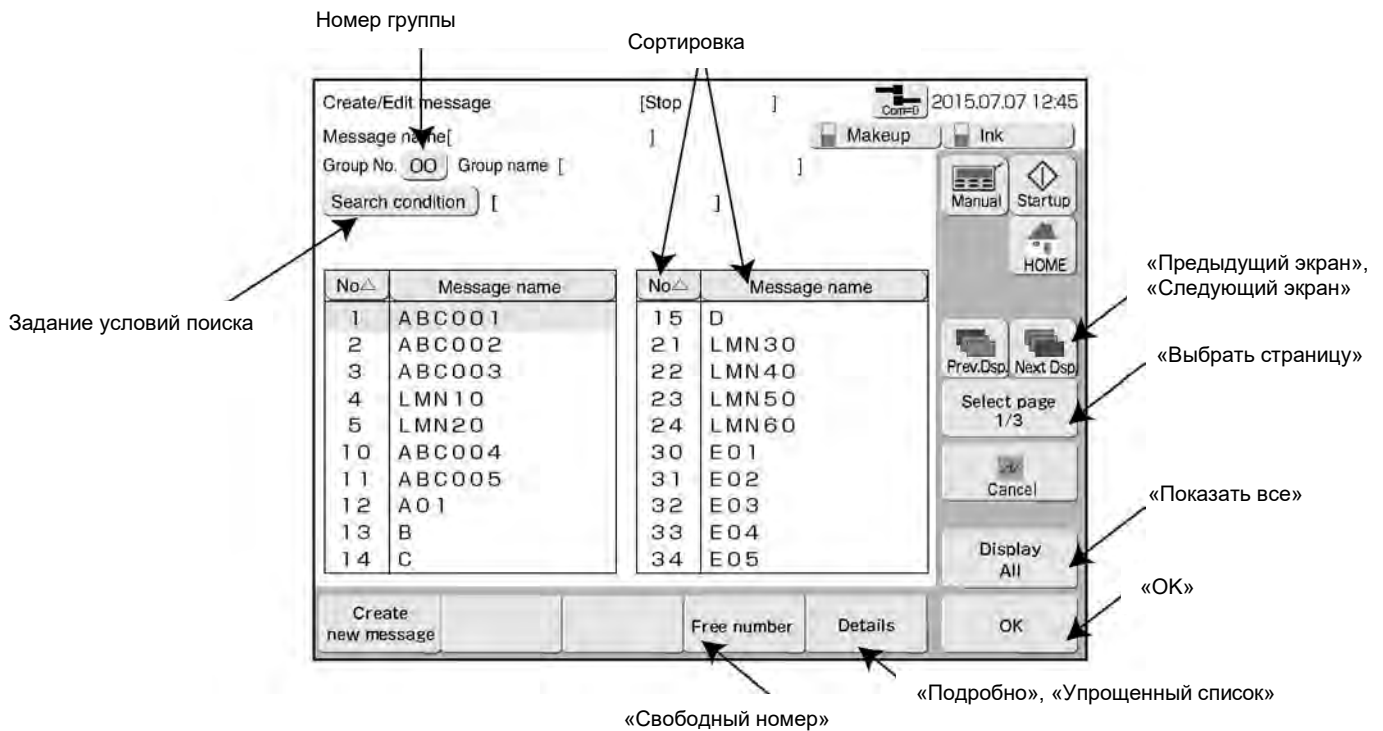 Номер группы
Сортировка
Create/Edit message [Stop ] Com=0 2015.07.07 12:45
Message name[ ] Makeup Ink
Group No. 00 Group name [ ]
Manual Startup
Search condition [ ]
HOME
«Предыдущий экран»,
«Следующий экран»
Задание условий поиска
No△ Message name No△ Message name
1 ABC001 15 D
2 ABC002 21 LMN30
3 ABC003 22 LMN40
4 LMN10 23 LMN50
5 LMN20 24 LMN60
10 ABC004 30 E01
11 ABC005 31 E02
12 A01 32 E03
13 B 33 E04
14 C 34 E05
Prev.Dsp. Next Dsp.
«Выбрать страницу»
Select page
1/3
Cancel
«Показать все»
Display
All
«OK»
Create
new message
Free number Details OK
«Подробно», «Упрощенный список»
«Свободный номер»